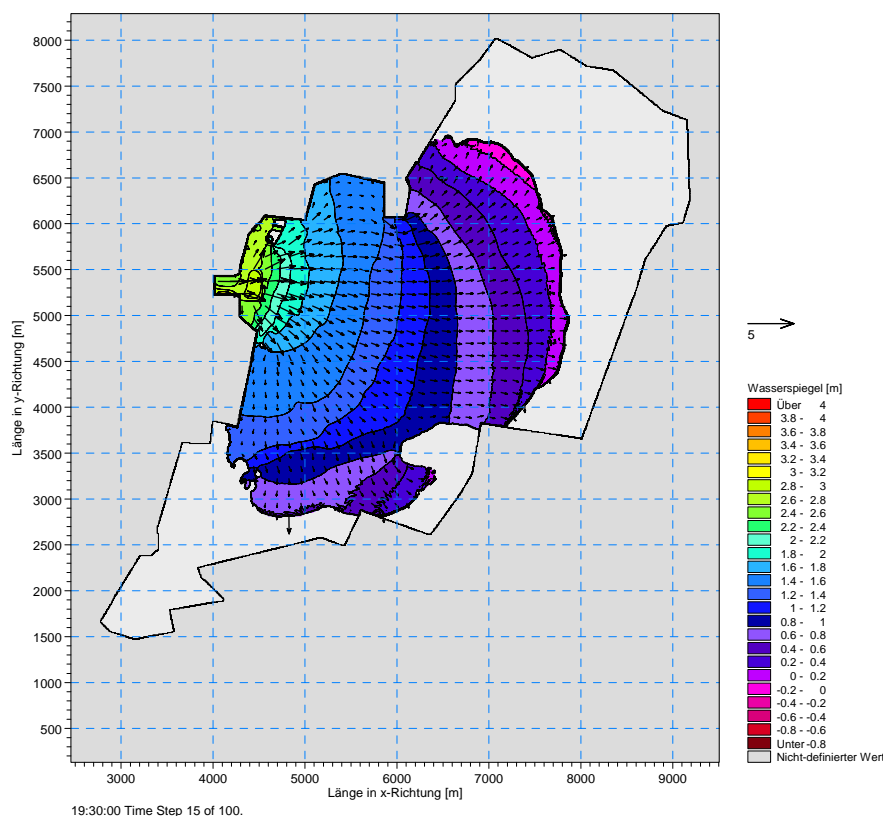 8000
7500
7000
6500
6000
5500
5000
4500
4000
3500
3000
2500
2000
1500
1000
500
Länge in y-Richtung [m]
3000 4000 5000 6000 7000 8000 9000
Länge in x-Richtung [m]
19:30:00 Time Step 15 of 100.
5
Wasserspiegel [m]
Über 4
3.8 - 4
3.6 - 3.8
3.4 - 3.6
3.2 - 3.4
3 - 3.2
2.8 - 3
2.6 - 2.8
2.4 - 2.6
2.2 - 2.4
2 - 2.2
1.8 - 2
1.6 - 1.8
1.4 - 1.6
1.2 - 1.4
1 - 1.2
0.8 - 1
0.6 - 0.8
0.4 - 0.6
0.2 - 0.4
0 - 0.2
-0.2 - 0
-0.4 - -0.2
-0.6 - -0.4
-0.8 - -0.6
Unter -0.8
Nicht-definierter Wert